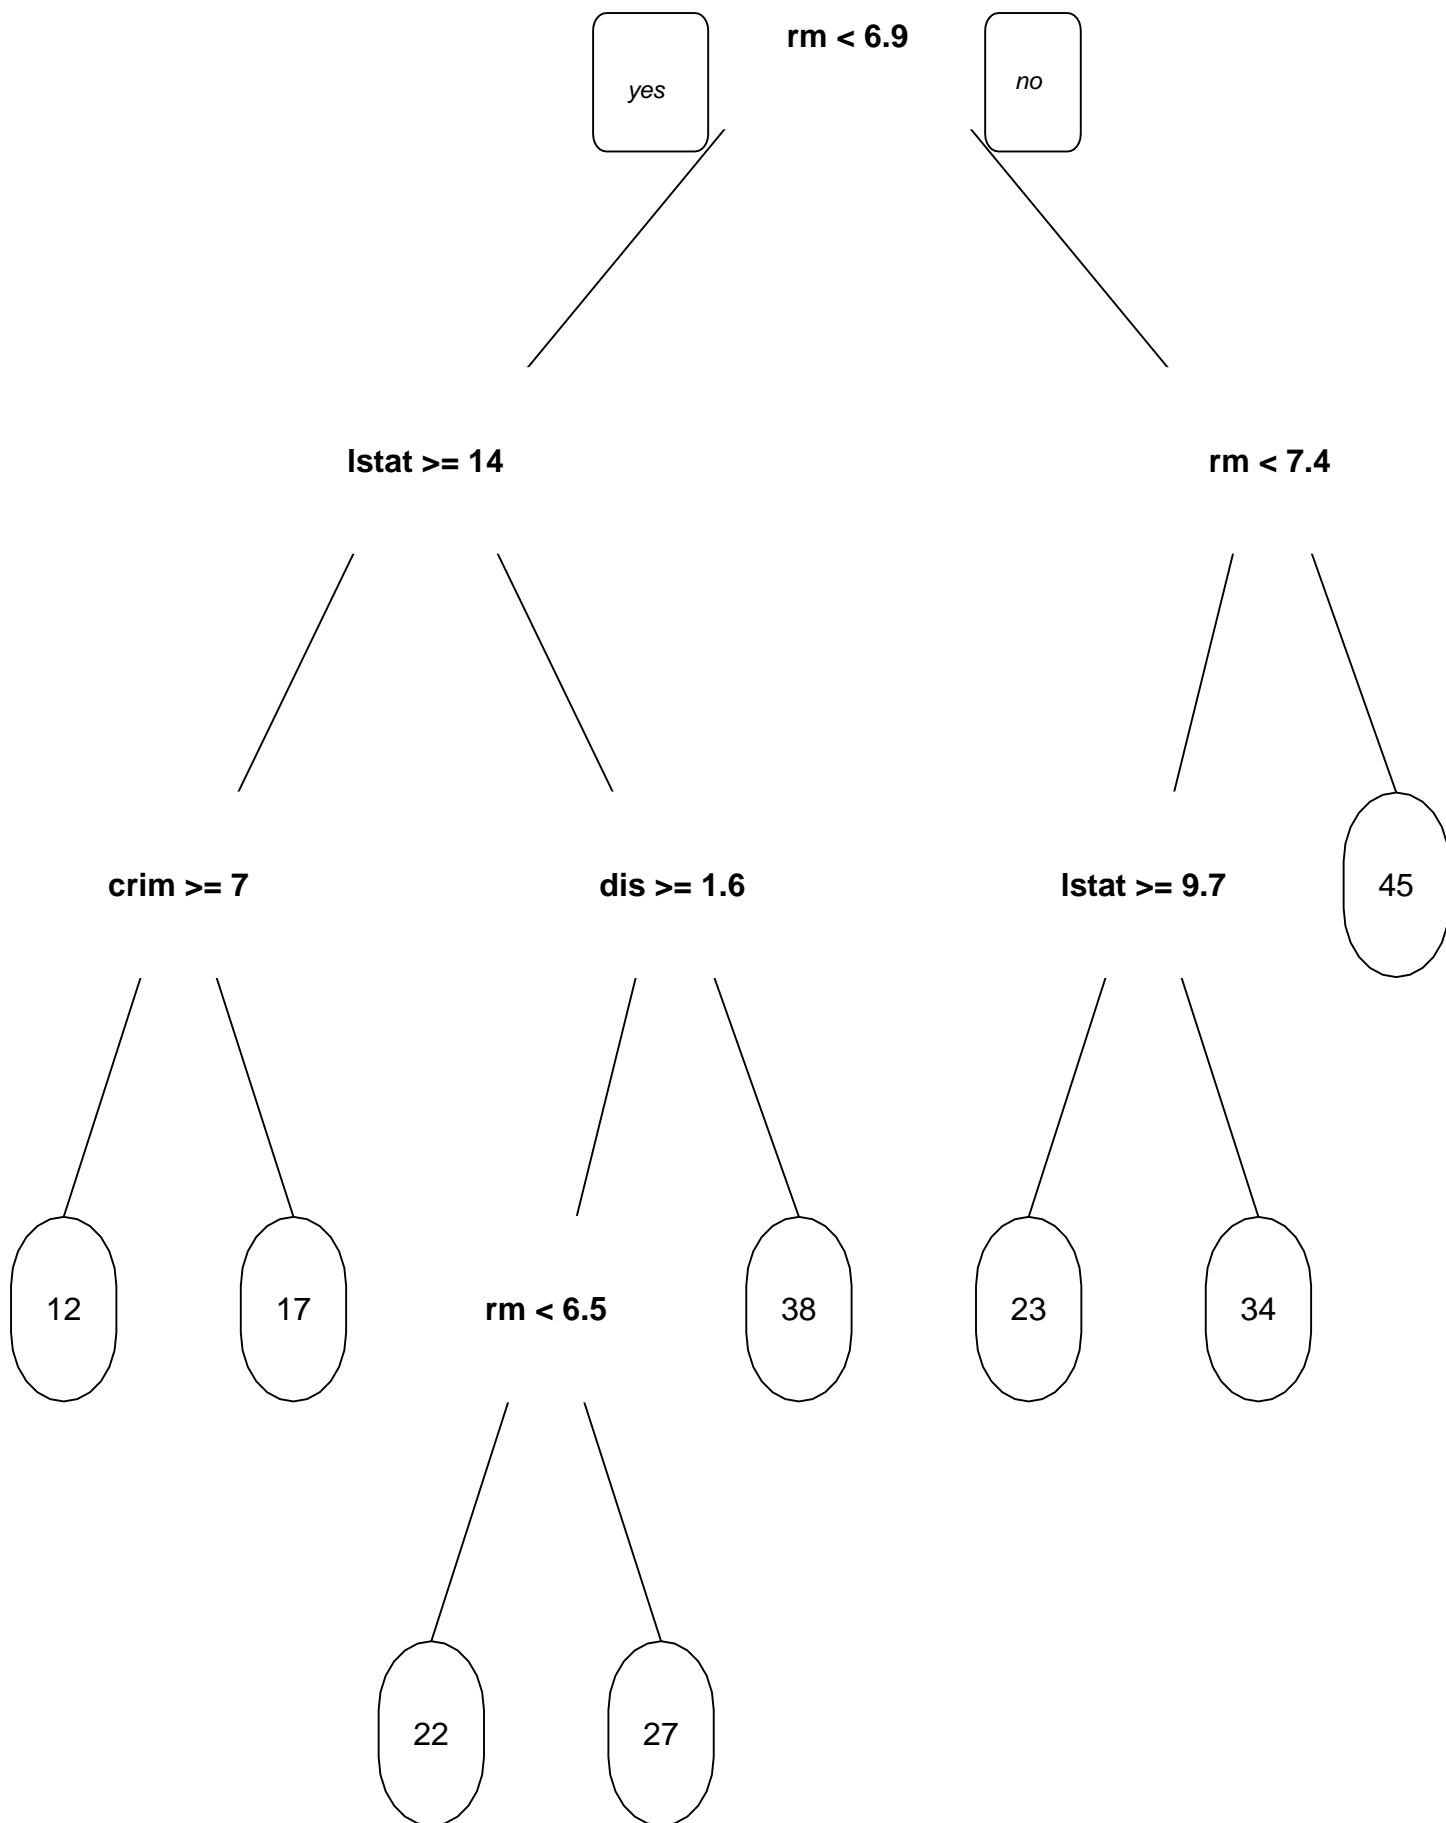 rm < 6.9
yes
no
lstat >= 14
rm < 7.4
crim >= 7
dis >= 1.6
lstat >= 9.7
45
12
17
rm < 6.5
38
23
34
22
27